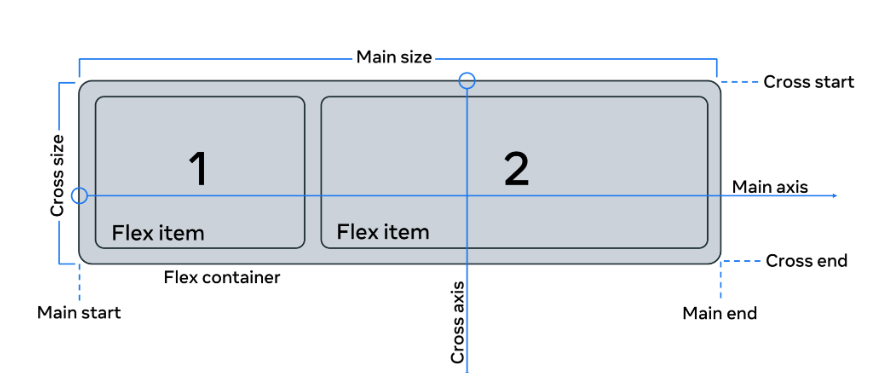 Main size
Cross start
Cross size
1
2
Main axis
Flex item
Flex item
Cross end
Flex container
Main start
Cross axis
Main end